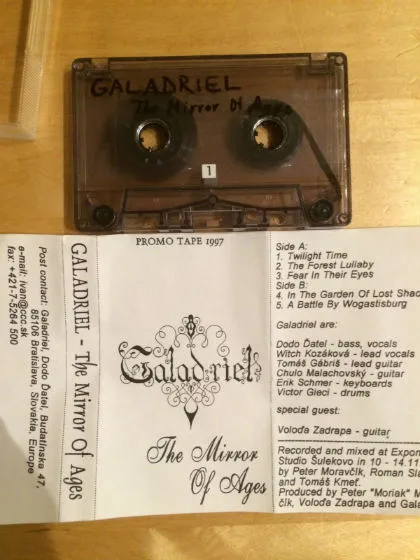 GALADRIEL
The Mirror Of Ages
1
PROMO TAPE 1997
Galadriel
The Mirror
Of Ages
GALADRIEL - The Mirror Of Ages
Post contact: Galadriel, Dodo Ďatel, Budatínska 47,
85106 Bratislava, Slovakia, Europe
e-mail: ivan@ccc.sk
fax: +421-7-5264 500
Side A:
1. Twilight Time
2. The Forest Lullaby
3. Fear In Their Eyes
Side B:
4. In The Garden Of Lost Shad
5. A Battle By Wogastisburg
Galadriel are:
Dodo Ďatel - bass, vocals
Witch Kozáková - lead vocals
Tomáš Gábriš - lead guitar
Chulo Malachovský - guitar
Erik Schmer - keyboards
Victor Gieci - drums
special guest:
Voloďa Zadrapa - guitar
Recorded and mixed at Expon
Studio Šulekovo in 10 - 14.11
by Peter Moravčík, Roman Sla
and Tomáš Kmeť.
Produced by Peter "Moriak" M
čík, Voloďa Zadrapa and Gala